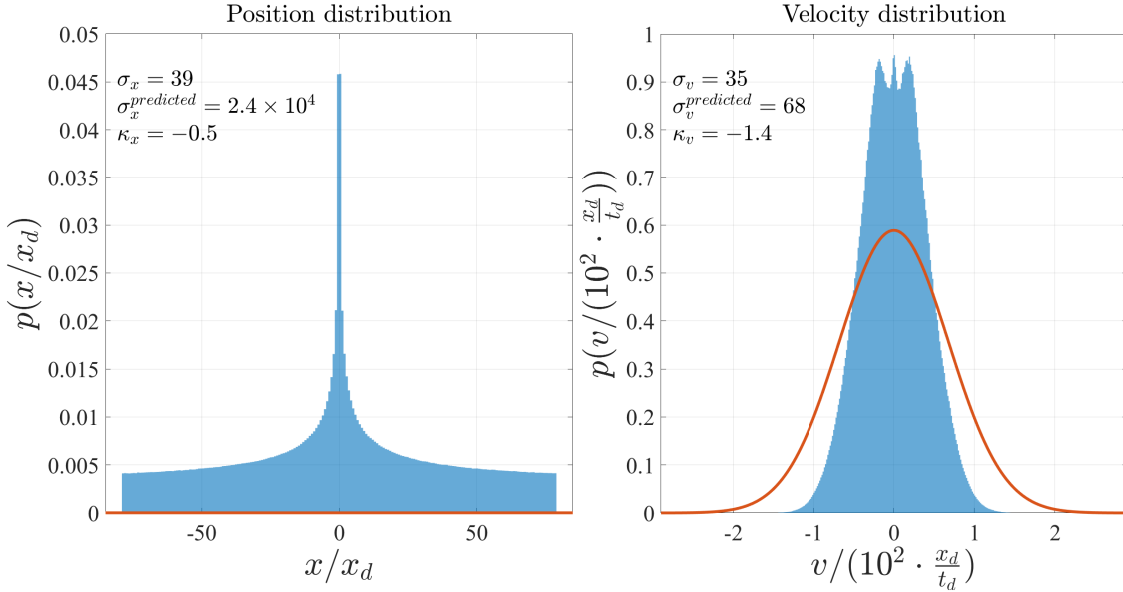 Position distribution
σ_x = 39
σ_x^{predicted} = 2.4 × 10^4
κ_x = −0.5
p(x/x_d)
0.05
0.045
0.04
0.035
0.03
0.025
0.02
0.015
0.01
0.005
0
-50
0
50
x/x_d
Velocity distribution
σ_v = 35
σ_v^{predicted} = 68
κ_v = −1.4
p(v/(10^2 · \frac{x_d}{t_d}))
1
0.9
0.8
0.7
0.6
0.5
0.4
0.3
0.2
0.1
0
-2
-1
0
1
2
v/(10^2 · \frac{x_d}{t_d})